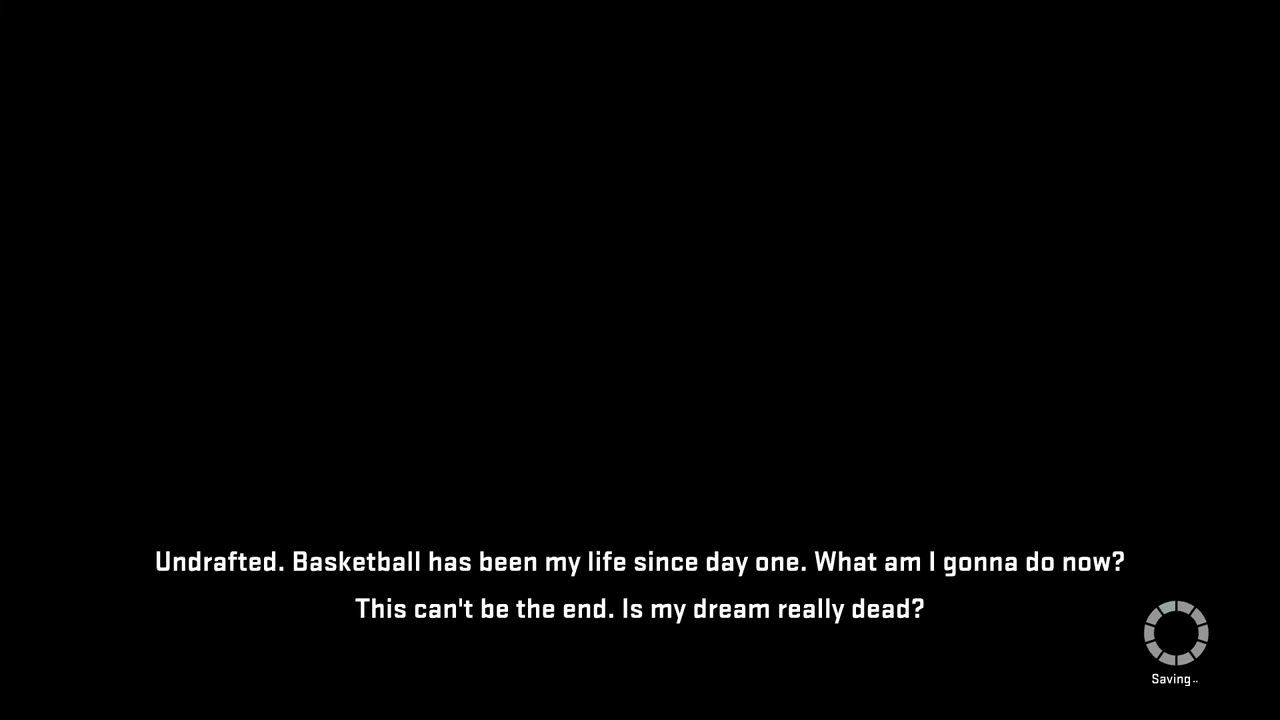 Undrafted. Basketball has been my life since day one. What am I gonna do now?
This can't be the end. Is my dream really dead?
Saving..